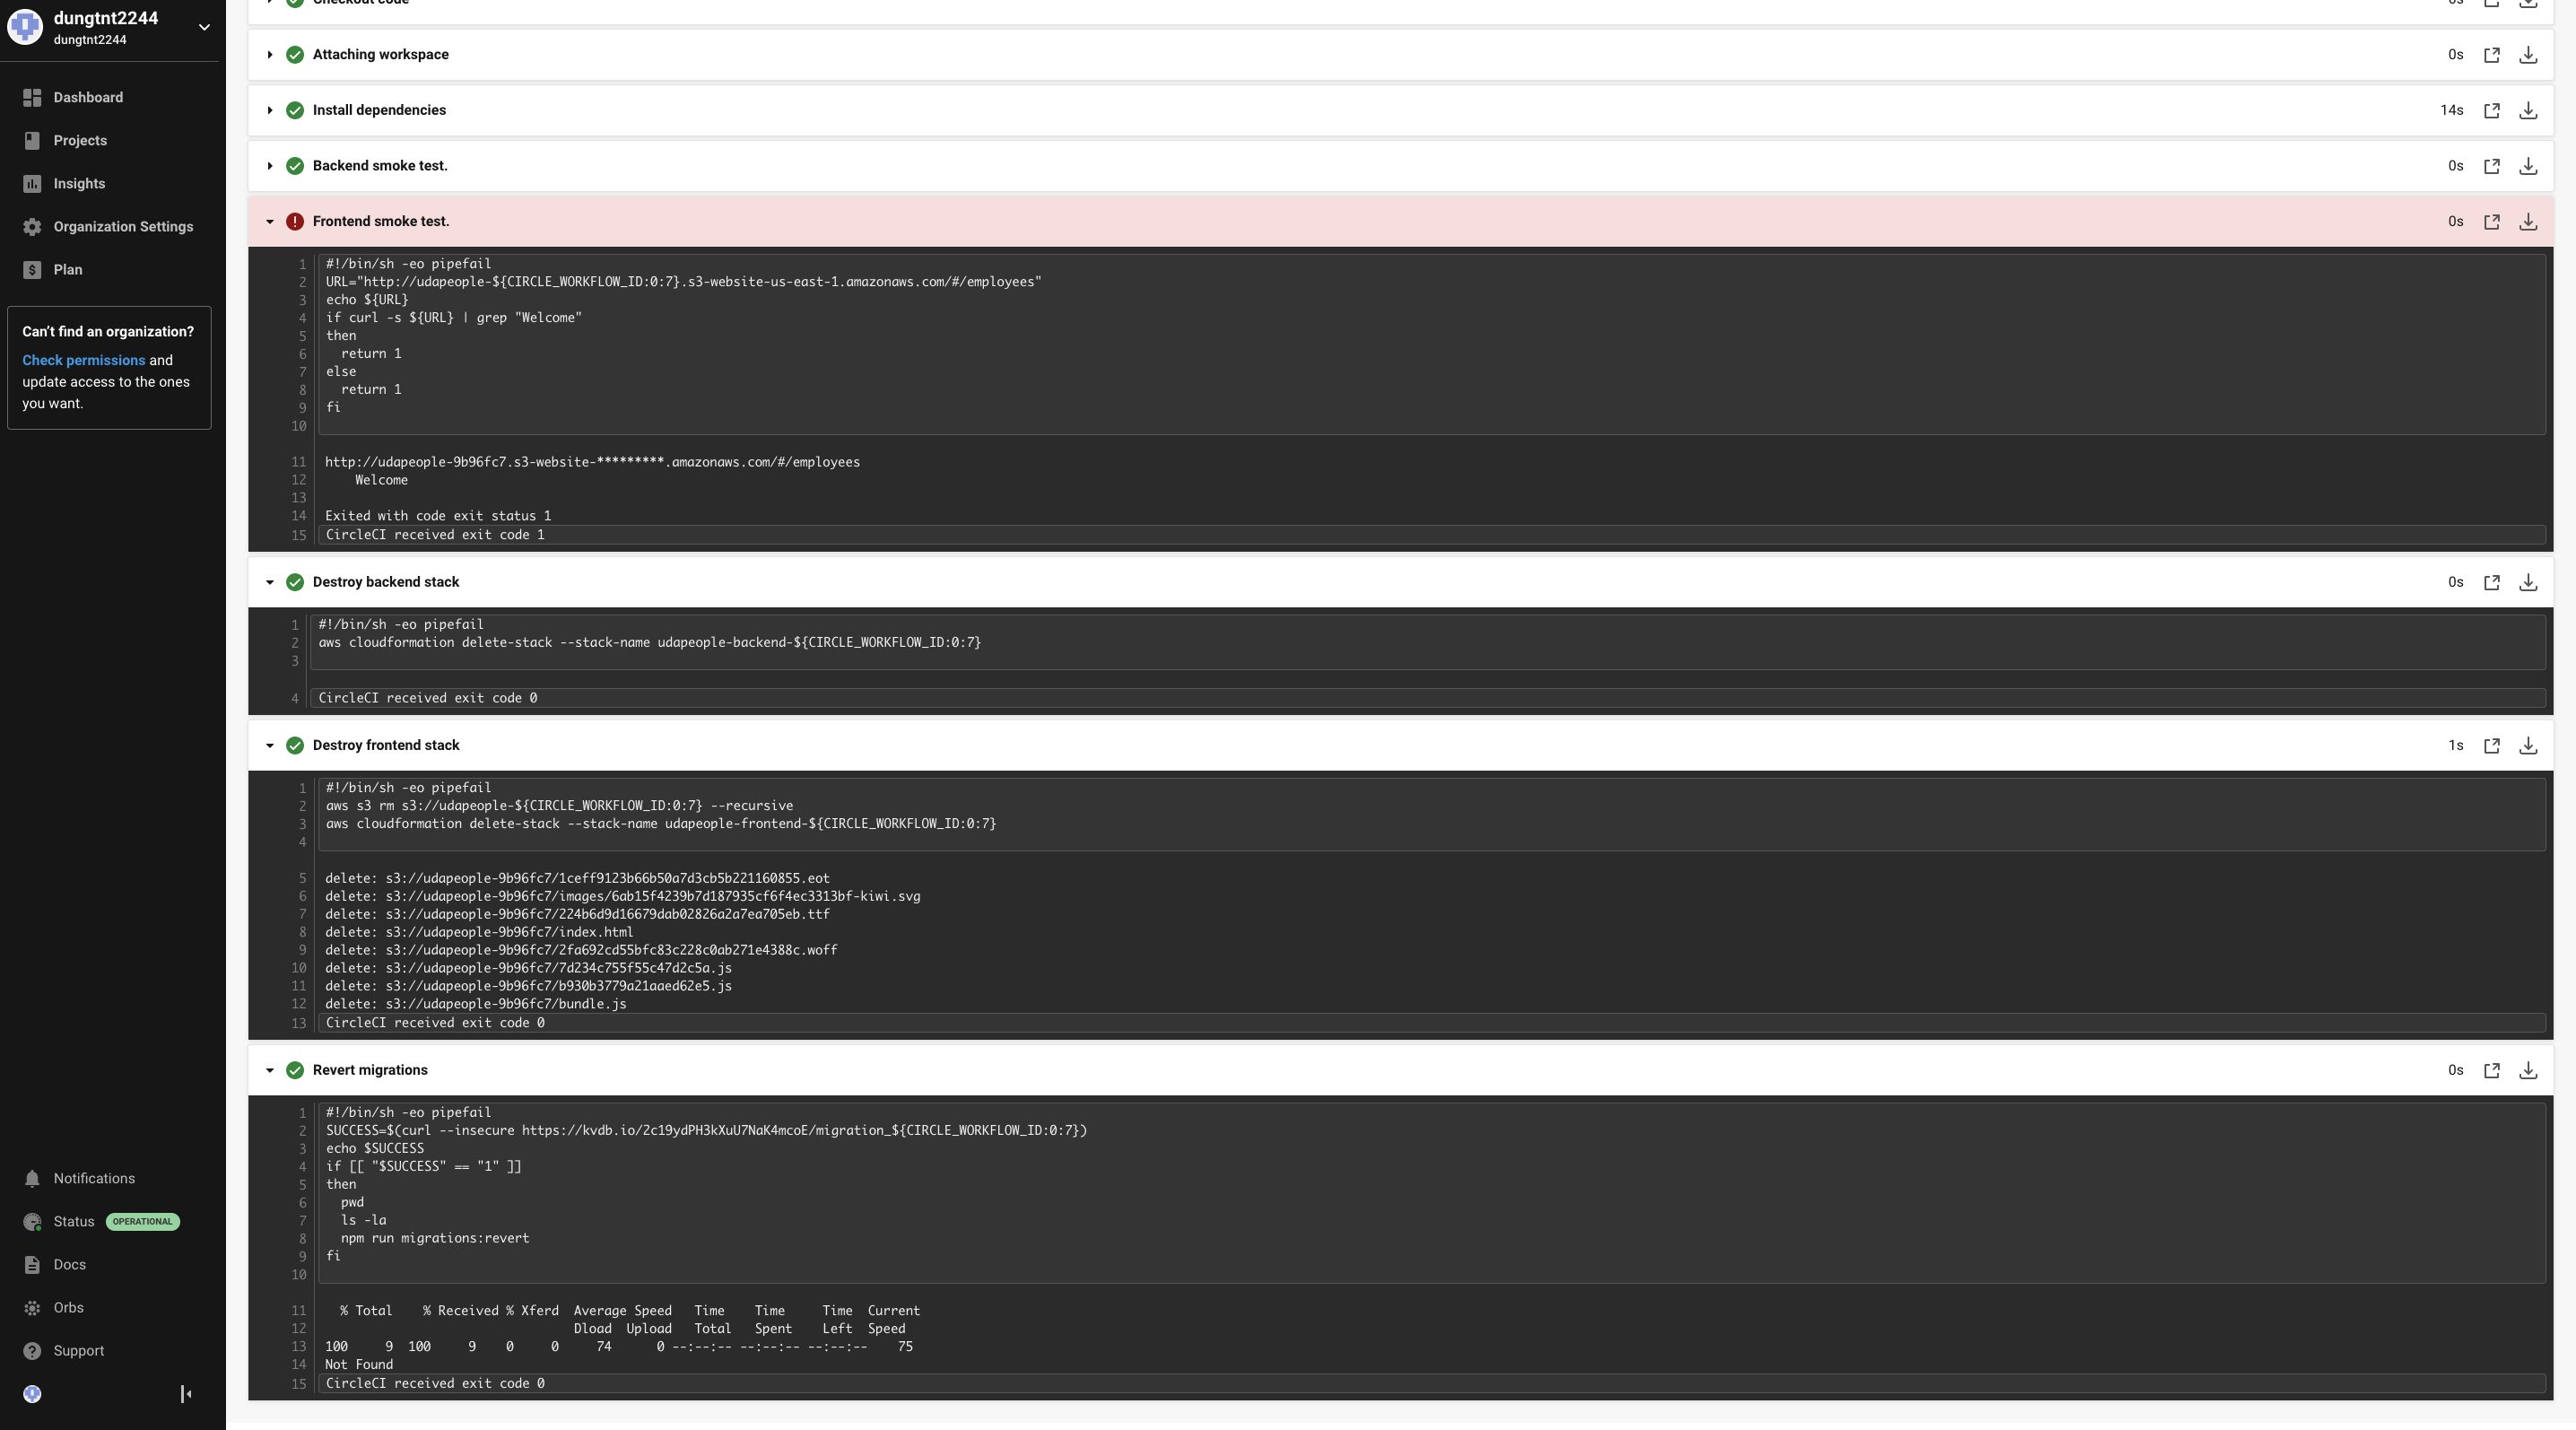 dungtnt2244
dungtnt2244
Dashboard
Projects
Insights
Organization Settings
Plan
Can't find an organization?
Check permissions and
update access to the ones
you want.
Notifications
Status OPERATIONAL
Docs
Orbs
Support
Checkout code 0s
Attaching workspace 0s
Install dependencies 14s
Backend smoke test. 0s
Frontend smoke test. 0s
1 #!/bin/sh -eo pipefail
2 URL="http://udapeople-${CIRCLE_WORKFLOW_ID:0:7}.s3-website-us-east-1.amazonaws.com/#/employees"
3 echo ${URL}
4 if curl -s ${URL} | grep "Welcome"
5 then
6 return 1
7 else
8 return 1
9 fi
10
11 http://udapeople-9b96fc7.s3-website-*********.amazonaws.com/#/employees
12 Welcome
13
14 Exited with code exit status 1
15 CircleCI received exit code 1
Destroy backend stack 0s
1 #!/bin/sh -eo pipefail
2 aws cloudformation delete-stack --stack-name udapeople-backend-${CIRCLE_WORKFLOW_ID:0:7}
3
4 CircleCI received exit code 0
Destroy frontend stack 1s
1 #!/bin/sh -eo pipefail
2 aws s3 rm s3://udapeople-${CIRCLE_WORKFLOW_ID:0:7} --recursive
3 aws cloudformation delete-stack --stack-name udapeople-frontend-${CIRCLE_WORKFLOW_ID:0:7}
4
5 delete: s3://udapeople-9b96fc7/1ceff9123b66b50a7d3cb5b221160855.eot
6 delete: s3://udapeople-9b96fc7/images/6ab15f4239b7d187935cf6f4ec3313bf-kiwi.svg
7 delete: s3://udapeople-9b96fc7/224b6d9d16679dab02826a2a7ea705eb.ttf
8 delete: s3://udapeople-9b96fc7/index.html
9 delete: s3://udapeople-9b96fc7/2fa692cd55bfc83c228c0ab271e4388c.woff
10 delete: s3://udapeople-9b96fc7/7d234c755f55c47d2c5a.js
11 delete: s3://udapeople-9b96fc7/b930b3779a21aaed62e5.js
12 delete: s3://udapeople-9b96fc7/bundle.js
13 CircleCI received exit code 0
Revert migrations 0s
1 #!/bin/sh -eo pipefail
2 SUCCESS=$(curl --insecure https://kvdb.io/2c19ydPH3kXuU7NaK4mcoE/migration_${CIRCLE_WORKFLOW_ID:0:7})
3 echo $SUCCESS
4 if [[ "$SUCCESS" == "1" ]]
5 then
6 pwd
7 ls -la
8 npm run migrations:revert
9 fi
10
11 % Total % Received % Xferd Average Speed Time Time Time Current
12 Dload Upload Total Spent Left Speed
13 100 9 100 9 0 0 74 0 --:--:-- --:--:-- --:--:-- 75
14 Not Found
15 CircleCI received exit code 0